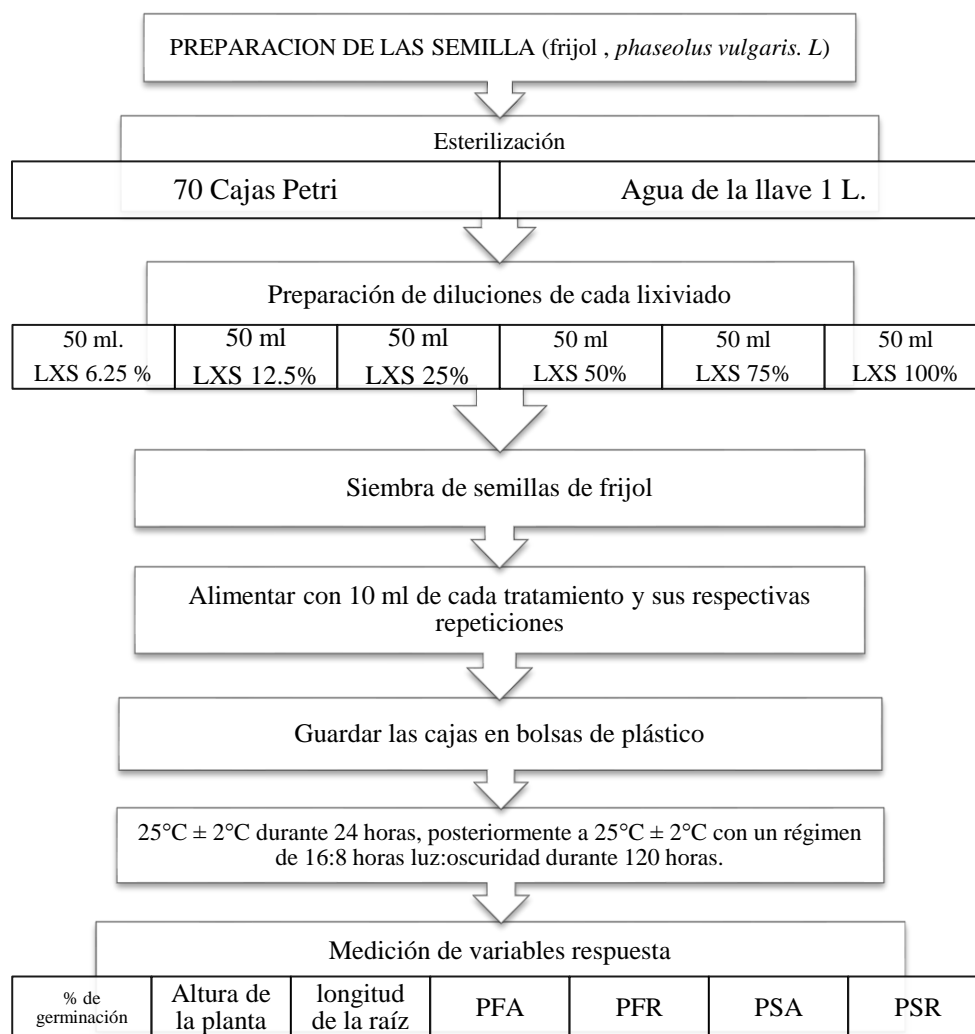 PREPARACION DE LAS SEMILLA (frijol , phaseolus vulgaris. L)
Esterilización
70 Cajas Petri
Agua de la llave 1 L.
Preparación de diluciones de cada lixiviado
50 ml.
LXS 6.25 %
50 ml
LXS 12.5%
50 ml
LXS 25%
50 ml
LXS 50%
50 ml
LXS 75%
50 ml
LXS 100%
Siembra de semillas de frijol
Alimentar con 10 ml de cada tratamiento y sus respectivas
repeticiones
Guardar las cajas en bolsas de plástico
25°C ± 2°C durante 24 horas, posteriormente a 25°C ± 2°C con un régimen
de 16:8 horas luz:oscuridad durante 120 horas.
Medición de variables respuesta
% de
germinación
Altura de
la planta
longitud
de la raíz
PFA
PFR
PSA
PSR